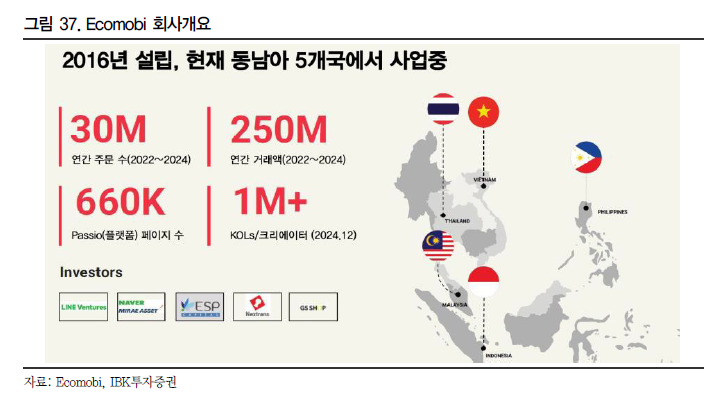 그림 37. Ecomobi 회사개요
2016년 설립, 현재 동남아 5개국에서 사업중
30M
연간 주문 수(2022~2024)
250M
연간 거래액(2022~2024)
660K
Passio(플랫폼) 페이지 수
1M+
KOLs/크리에이터 (2024.12)
Investors
LINE Ventures
NAVER
MIRAE ASSET
ESP
CAPITAL
Nextrans
GS SHOP
VIETNAM
THAILAND
PHILIPPINES
MALAYSIA
INDONESIA
자료: Ecomobi, IBK투자증권